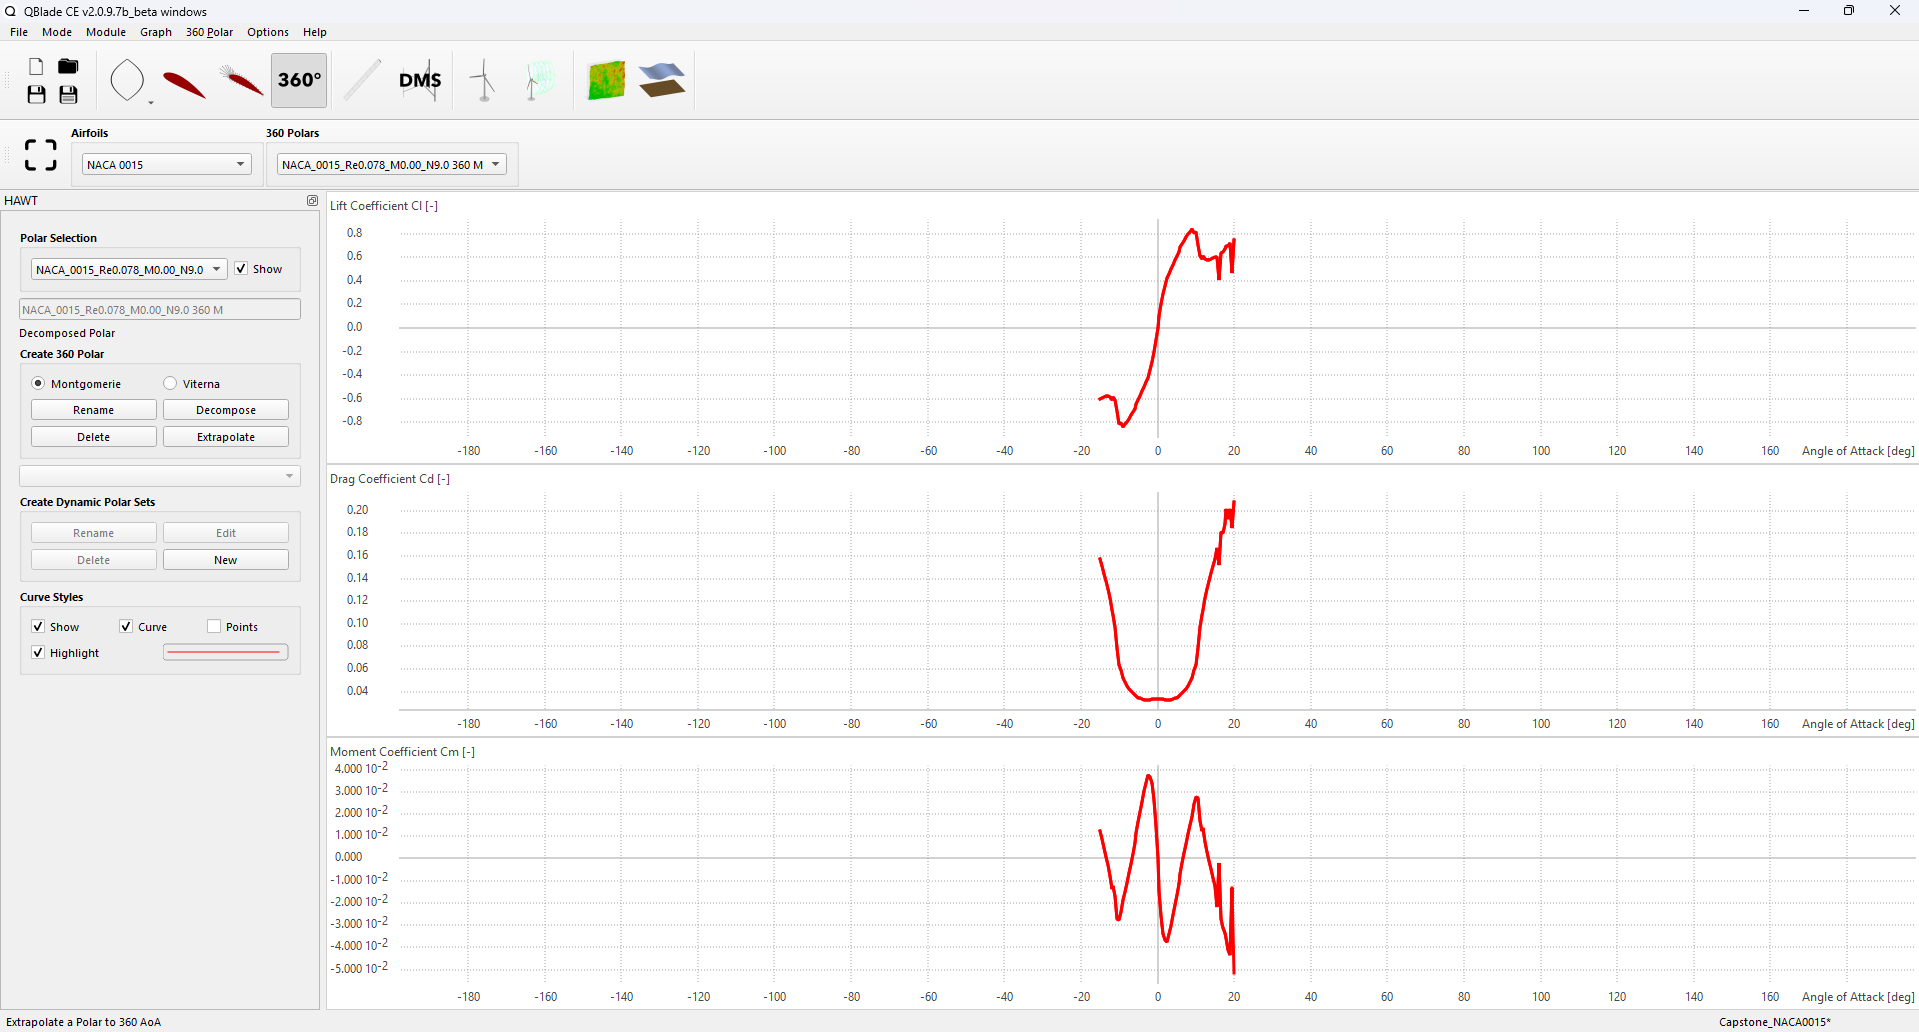 QBlade CE v2.0.9.7b_beta windows
File Mode Module Graph 360 Polar Options Help
360° DMS
Airfoils 360 Polars
NACA 0015 NACA_0015_Re0.078_M0.00_N9.0 360 M
HAWT
Polar Selection
NACA_0015_Re0.078_M0.00_N9.0 Show
NACA_0015_Re0.078_M0.00_N9.0 360 M
Decomposed Polar
Create 360 Polar
Montgomerie Viterna
Rename Decompose
Delete Extrapolate
Create Dynamic Polar Sets
Rename Edit
Delete New
Curve Styles
Show Curve Points
Highlight
Lift Coefficient Cl [-]
0.8
0.6
0.4
0.2
0.0
-0.2
-0.4
-0.6
-0.8
-180 -160 -140 -120 -100 -80 -60 -40 -20 0 20 40 60 80 100 120 140 160 Angle of Attack [deg]
Drag Coefficient Cd [-]
0.20
0.18
0.16
0.14
0.12
0.10
0.08
0.06
0.04
-180 -160 -140 -120 -100 -80 -60 -40 -20 0 20 40 60 80 100 120 140 160 Angle of Attack [deg]
Moment Coefficient Cm [-]
4.000 10-2
3.000 10-2
2.000 10-2
1.000 10-2
0.000
-1.000 10-2
-2.000 10-2
-3.000 10-2
-4.000 10-2
-5.000 10-2
-180 -160 -140 -120 -100 -80 -60 -40 -20 0 20 40 60 80 100 120 140 160 Angle of Attack [deg]
Extrapolate a Polar to 360 AoA Capstone_NACA0015*